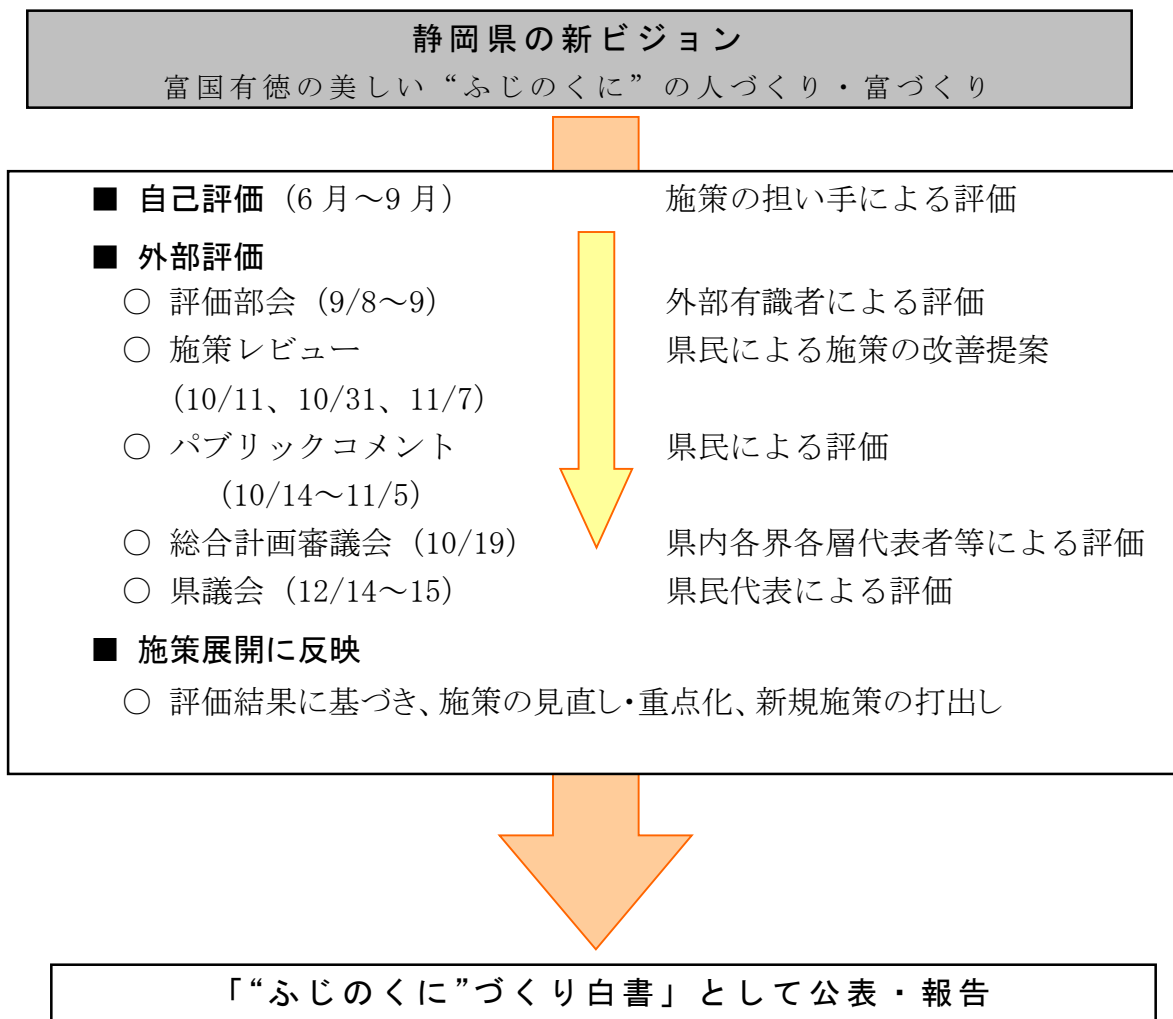 静岡県の新ビジョン
富国有徳の美しい“ふじのくに”の人づくり・富づくり
■ 自己評価（6月～9月） 施策の担い手による評価
■ 外部評価
○ 評価部会（9/8～9） 外部有識者による評価
○ 施策レビュー 県民による施策の改善提案
（10/11、10/31、11/7）
○ パブリックコメント 県民による評価
（10/14～11/5）
○ 総合計画審議会（10/19） 県内各界各層代表者等による評価
○ 県議会（12/14～15） 県民代表による評価
■ 施策展開に反映
○ 評価結果に基づき、施策の見直し・重点化、新規施策の打出し
「“ふじのくに”づくり白書」として公表・報告